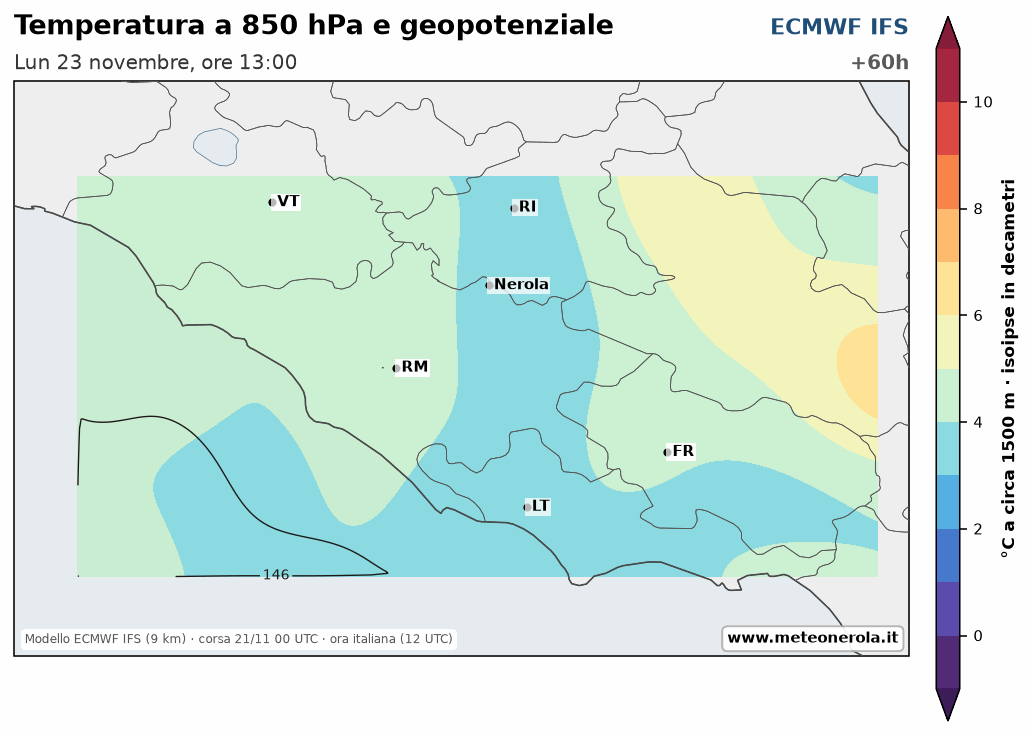 Temperatura a 850 hPa e geopotenziale
ECMWF IFS
Lun 23 novembre, ore 13:00
+60h
VT
RI
Nerola
RM
FR
LT
146
10
8
6
4
2
0
°C a circa 1500 m · isoipse in decametri
Modello ECMWF IFS (9 km) · corsa 21/11 00 UTC · ora italiana (12 UTC)
www.meteonerola.it